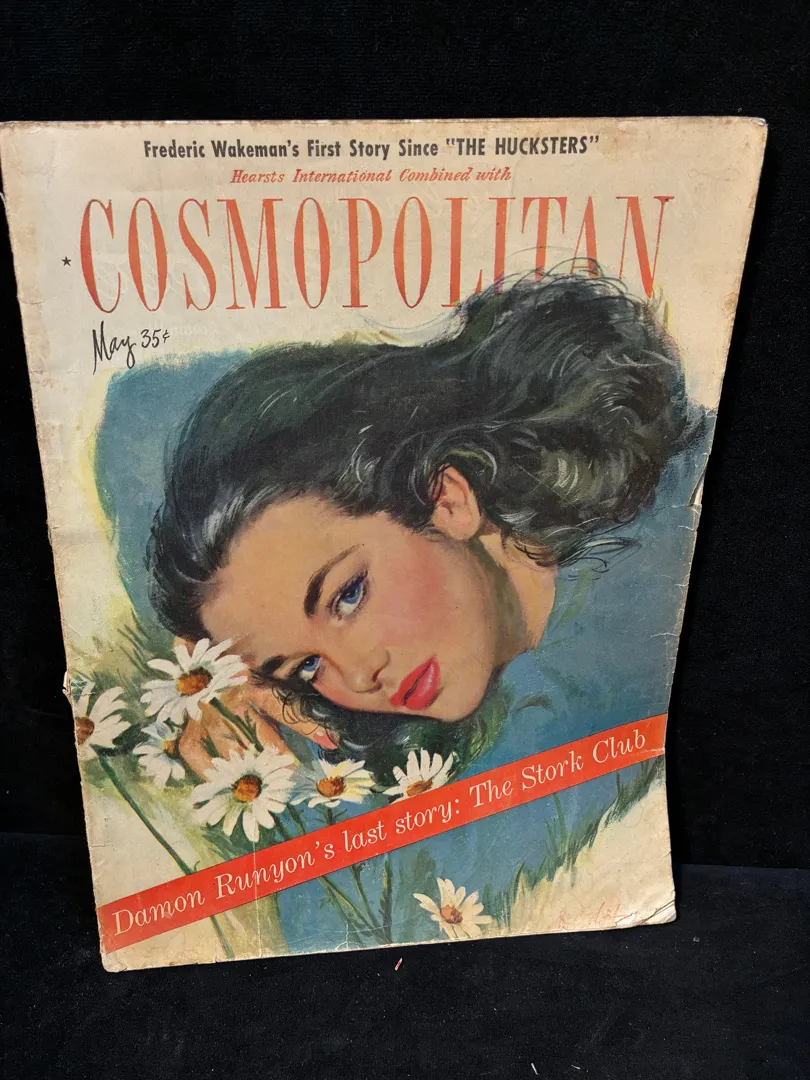 Frederic Wakeman's First Story Since "THE HUCKSTERS"
Hearsts International Combined with
★ COSMOPOLITAN
May 35¢
Damon Runyon's last story: The Stork Club